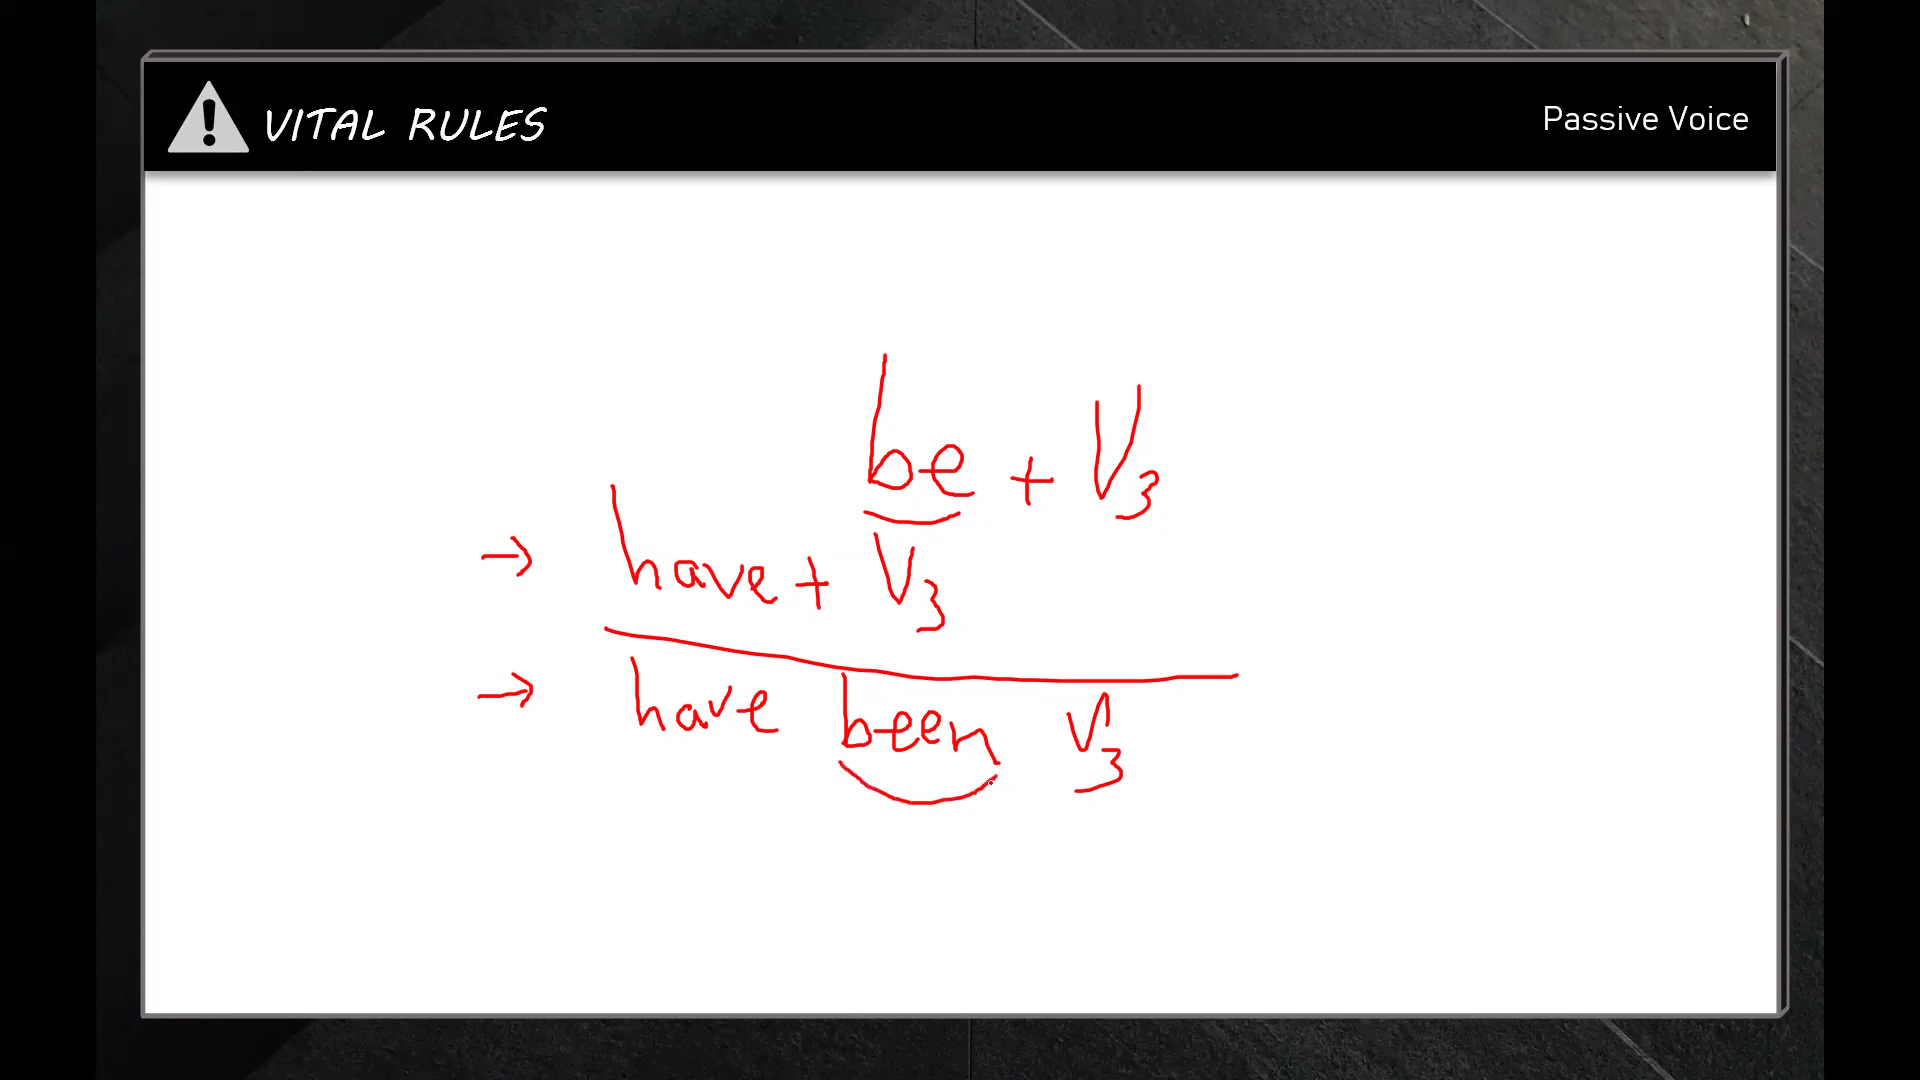 VITAL RULES
Passive Voice
be + V3
→ have + V3
→ have been V3